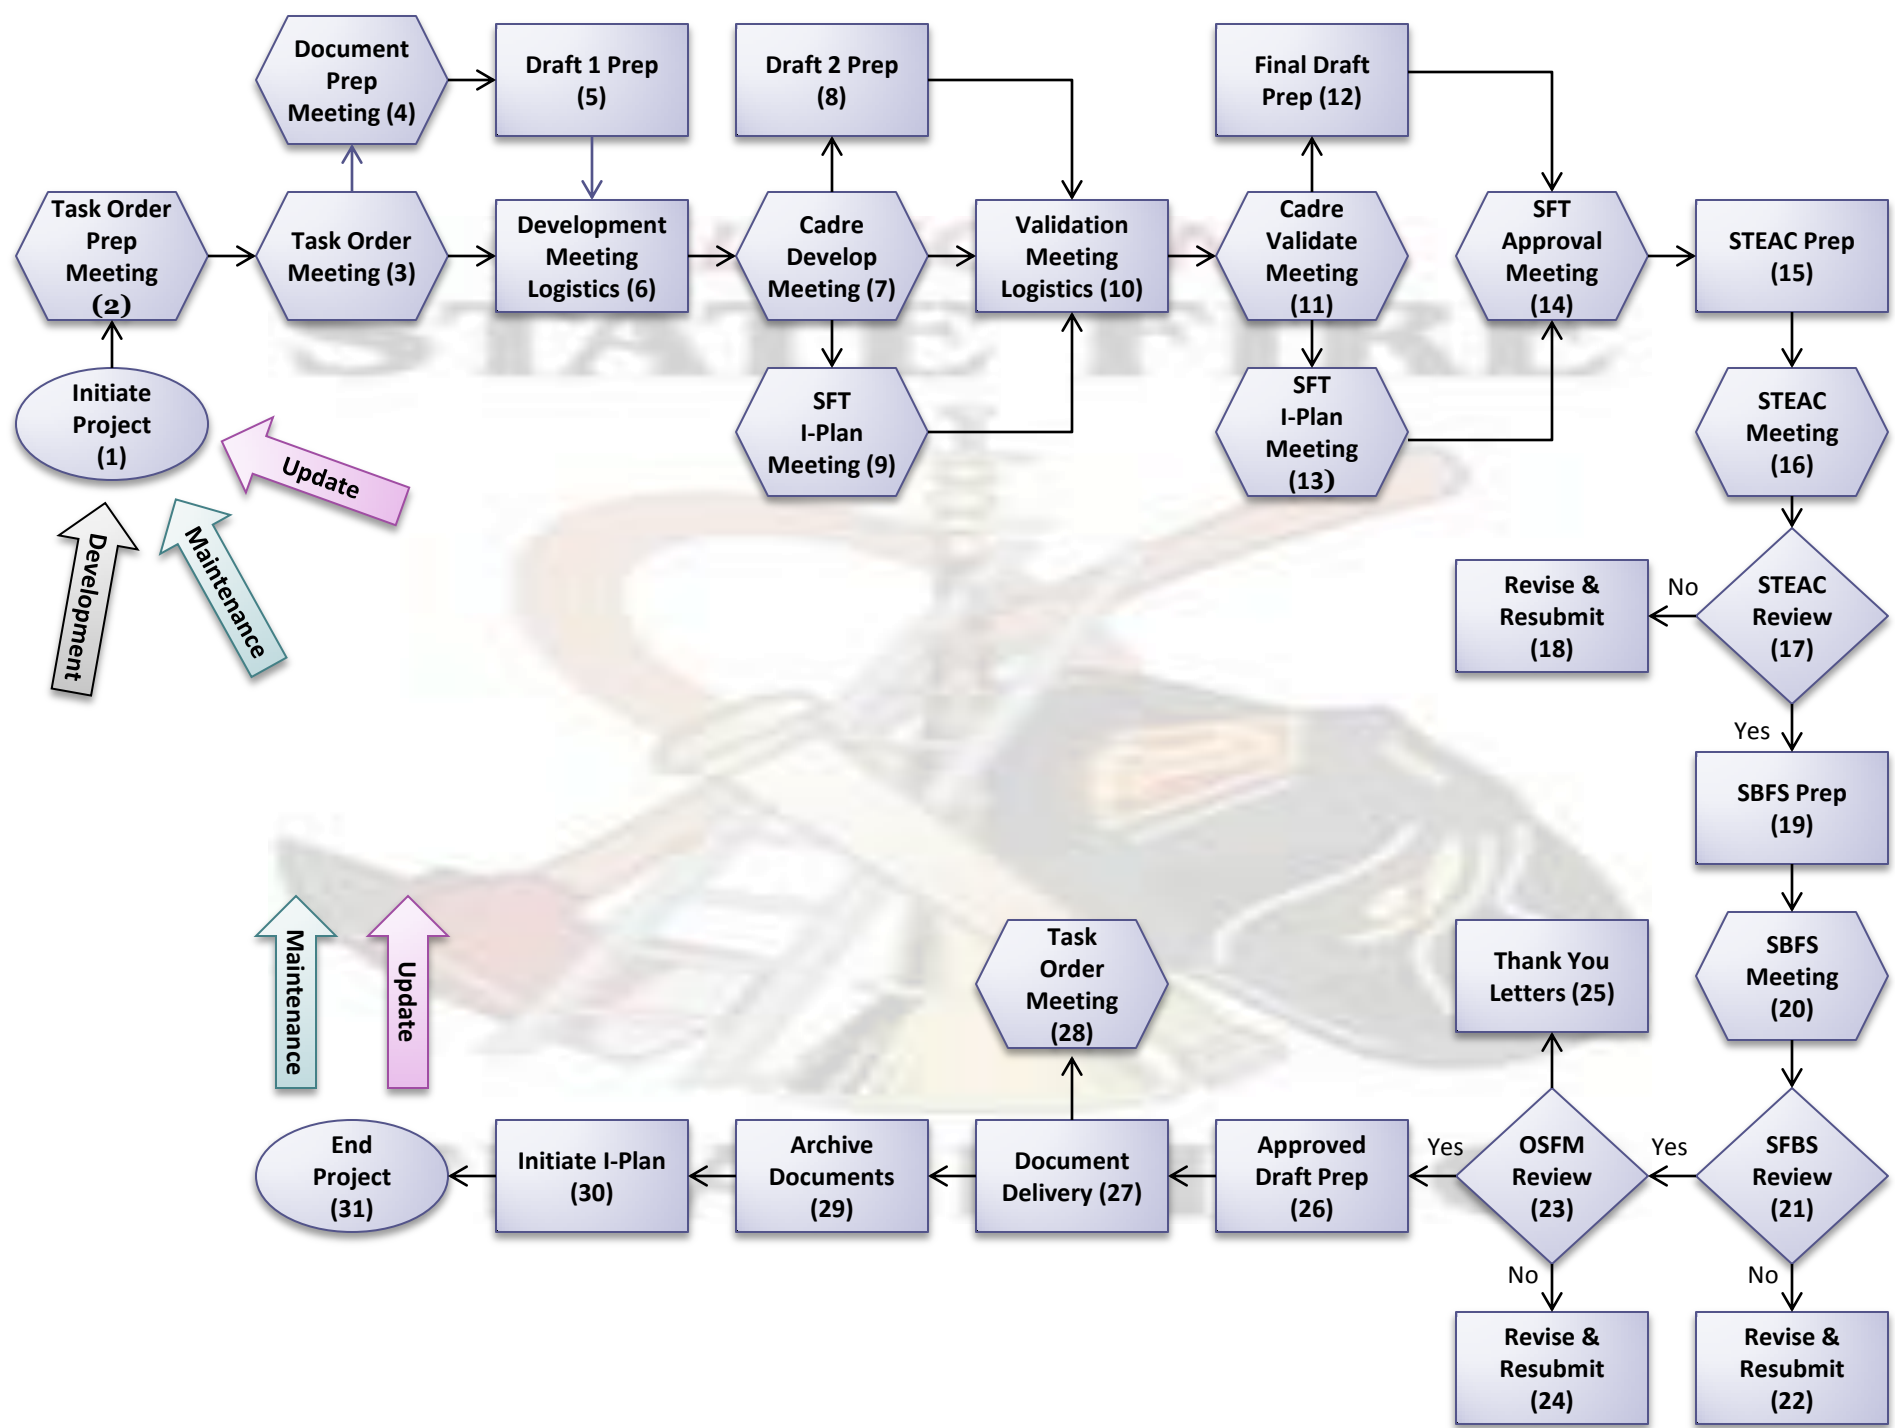 Document
Prep
Meeting (4)
Draft 1 Prep
(5)
Draft 2 Prep
(8)
Final Draft
Prep (12)
Task Order
Prep
Meeting
(2)
Task Order
Meeting (3)
Development
Meeting
Logistics (6)
Cadre
Develop
Meeting (7)
Validation
Meeting
Logistics (10)
Cadre
Validate
Meeting
(11)
SFT
Approval
Meeting
(14)
STEAC Prep
(15)
Initiate
Project
(1)
SFT
I-Plan
Meeting (9)
SFT
I-Plan
Meeting
(13)
STEAC
Meeting
(16)
Update
Maintenance
Development
Revise &
Resubmit
(18)
No
STEAC
Review
(17)
Yes
SBFS Prep
(19)
Maintenance
Update
Task
Order
Meeting
(28)
Thank You
Letters (25)
SBFS
Meeting
(20)
End
Project
(31)
Initiate I-Plan
(30)
Archive
Documents
(29)
Document
Delivery (27)
Approved
Draft Prep
(26)
Yes
OSFM
Review
(23)
Yes
SFBS
Review
(21)
No
No
Revise &
Resubmit
(24)
Revise &
Resubmit
(22)
STATE FIRE